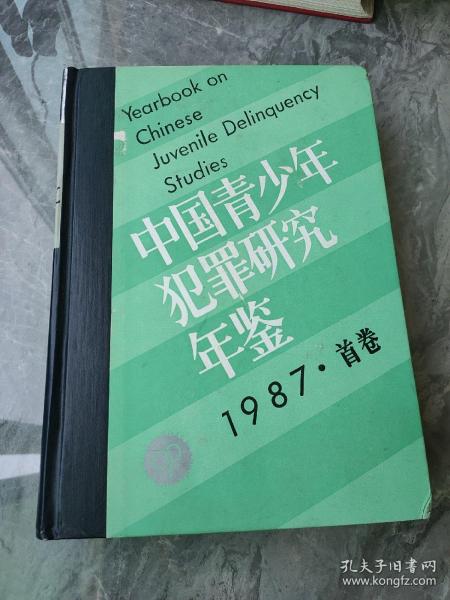 Yearbook on
Chinese
Juvenile Delinquency
Studies
中国青少年
犯罪研究
年鉴
1987·首卷
孔夫子旧书网
www.kongfz.com